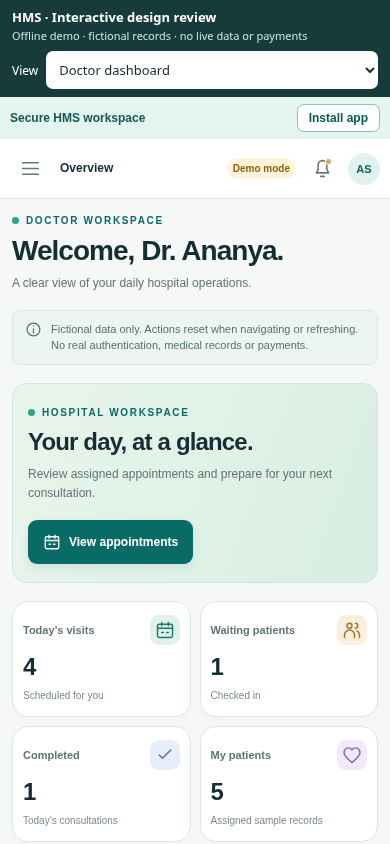 HMS · Interactive design review
Offline demo · fictional records · no live data or payments
View
Doctor dashboard
Secure HMS workspace
Install app
Overview
Demo mode
AS
DOCTOR WORKSPACE
Welcome, Dr. Ananya.
A clear view of your daily hospital operations.
Fictional data only. Actions reset when navigating or refreshing.
No real authentication, medical records or payments.
HOSPITAL WORKSPACE
Your day, at a glance.
Review assigned appointments and prepare for your next
consultation.
View appointments
Today's visits
4
Scheduled for you
Waiting patients
1
Checked in
Completed
1
Today's consultations
My patients
5
Assigned sample records